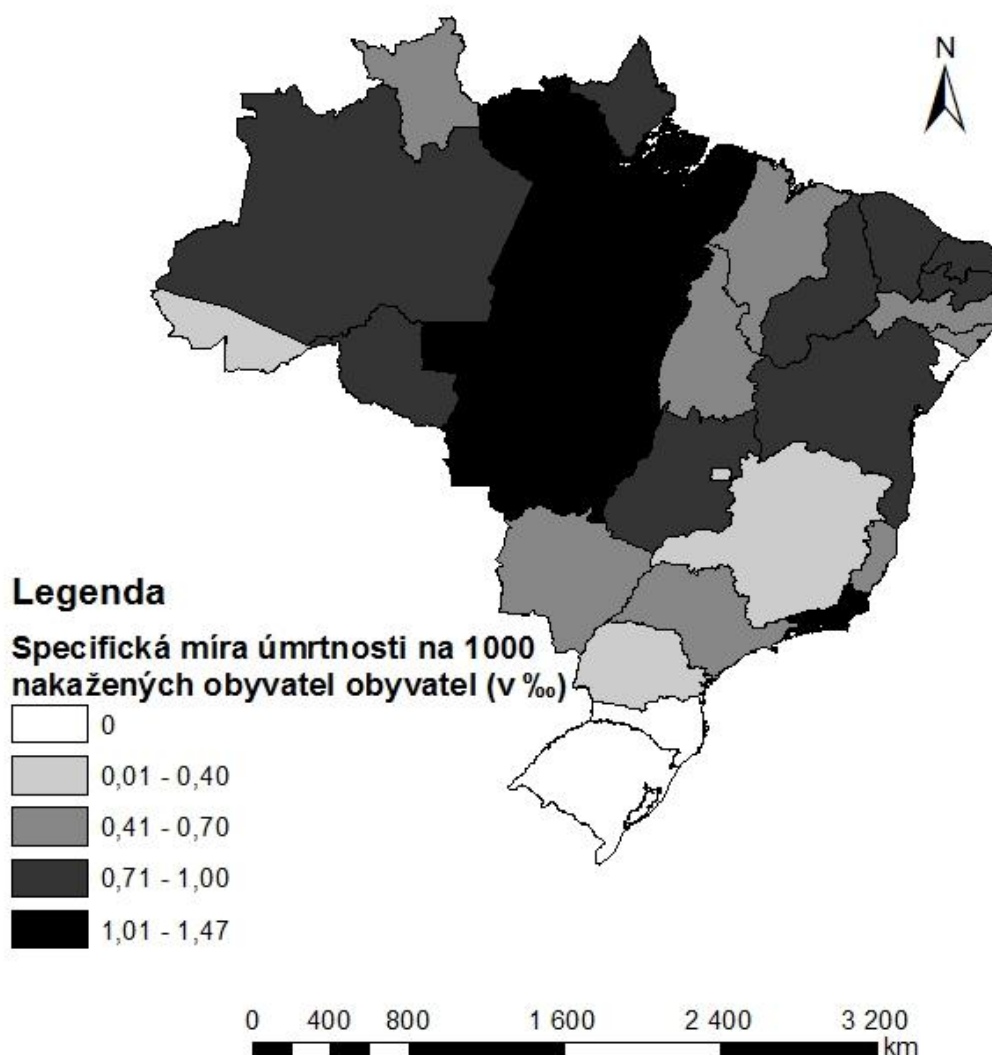 N
Legenda
Specifická míra úmrtnosti na 1000
nakažených obyvatel obyvatel (v ‰)
0
0,01 - 0,40
0,41 - 0,70
0,71 - 1,00
1,01 - 1,47
0 400 800 1 600 2 400 3 200
km